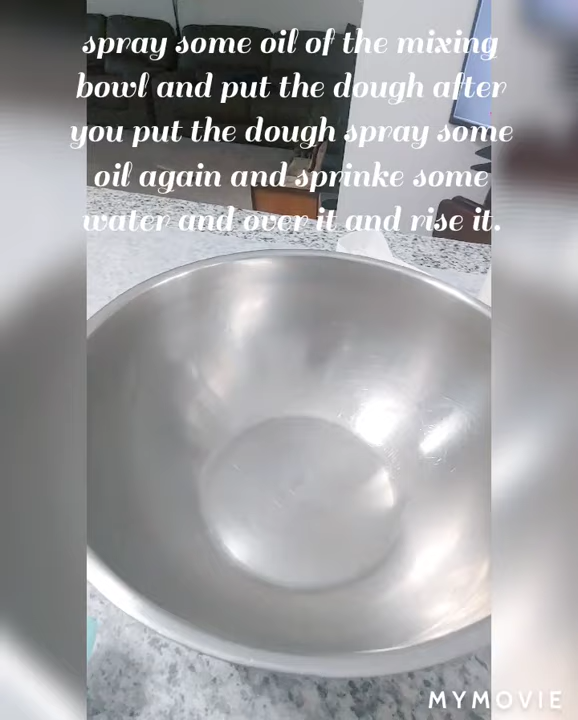 spray some oil of the mixing
bowl and put the dough after
you put the dough spray some
oil again and sprinke some
water and over it and rise it.
MYMOVIE